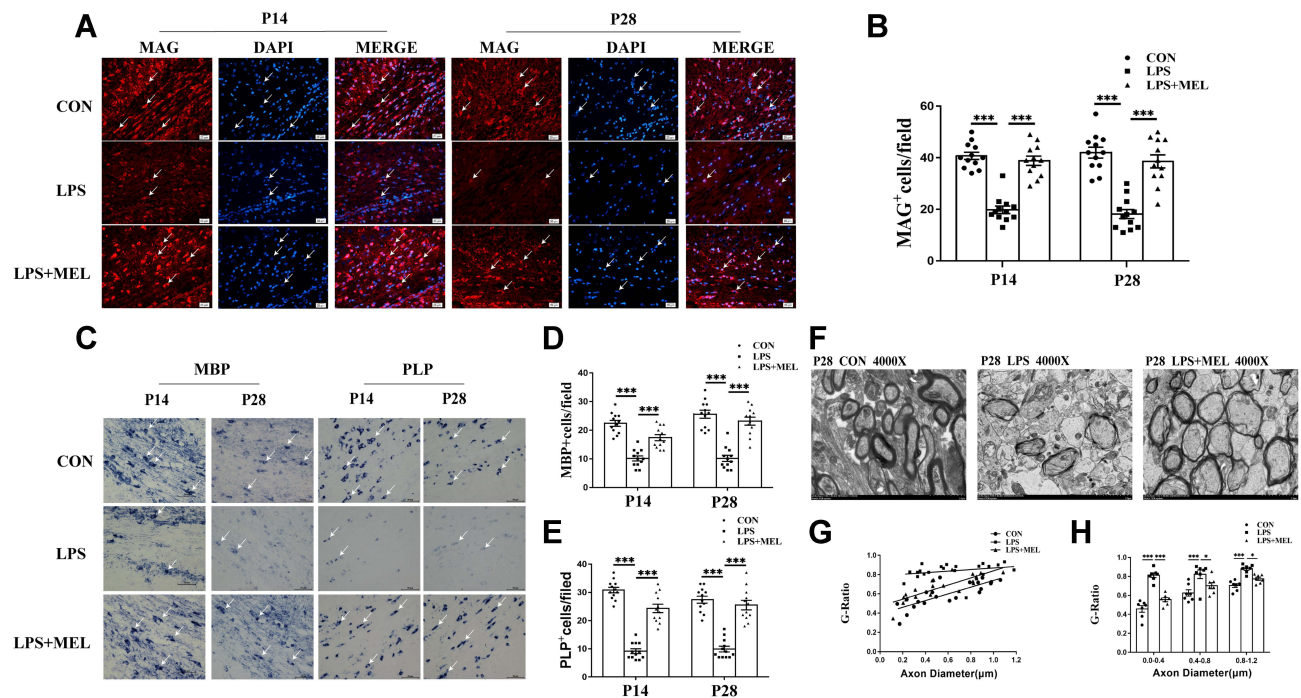 A
P14
P28
MAG
DAPI
MERGE
MAG
DAPI
MERGE
CON
LPS
LPS+MEL
B
CON
LPS
LPS+MEL
MAG+cells/field
60
40
20
0
***
***
***
***
P14
P28
C
MBP
PLP
P14
P28
P14
P28
CON
LPS
LPS+MEL
D
CON
LPS
LPS+MEL
MBP+cells/field
40
30
20
10
0
***
***
***
***
P14
P28
E
CON
LPS
LPS+MEL
PLP+cells/filed
40
30
20
10
0
***
***
***
***
P14
P28
F
P28 CON 4000X
P28 LPS 4000X
P28 LPS+MEL 4000X
G
CON
LPS
LPS+MEL
G-Ratio
1.0
0.8
0.6
0.4
0.2
0.0
0.0
0.2
0.4
0.6
0.8
1.0
1.2
Axon Diameter(μm)
H
CON
LPS
LPS+MEL
G-Ratio
1.0
0.8
0.6
0.4
0.2
0.0
***
***
***
*
***
*
0.0-0.4
0.4-0.8
0.8-1.2
Axon Diameter(μm)